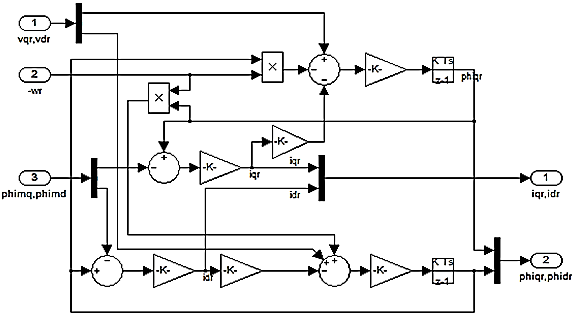 1
vqr,vdr
2
-wr
×
×
+
-
-
-K-
K Ts
z-1
phiqr
-K-
3
phimq,phimd
+
-
-K-
iqr
iqr
idr
1
iqr,idr
-
+
-K-
idr
-K-
+
+
-
-K-
K Ts
z-1
2
phiqr,phidr